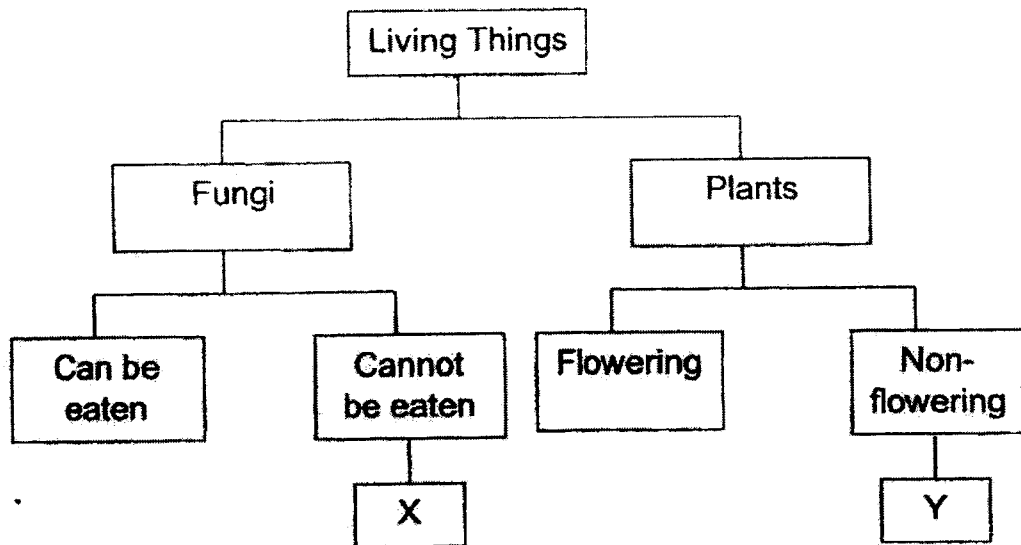 Living Things
Fungi
Plants
Can be
eaten
Cannot
be eaten
Flowering
Non-
flowering
X
Y